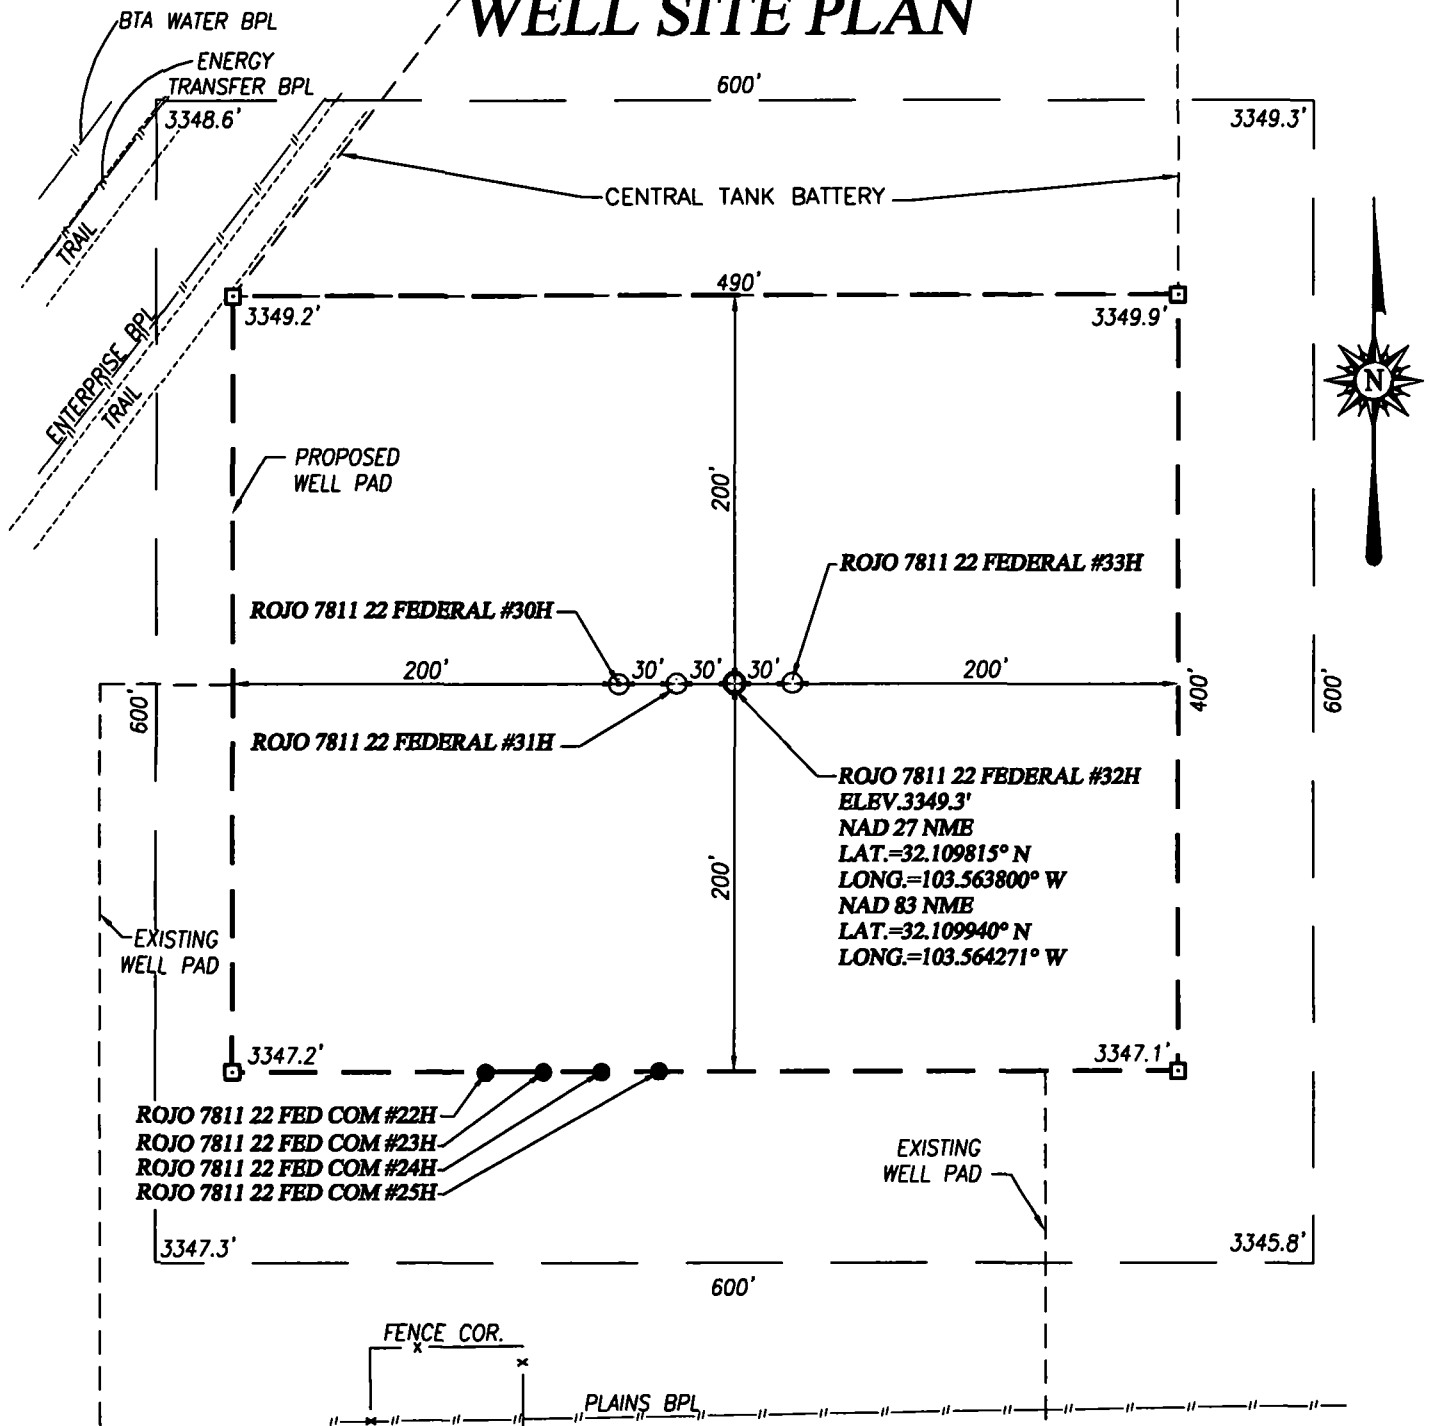 WELL SITE PLAN
BTA WATER BPL
ENERGY
TRANSFER BPL
600'
3348.6'
3349.3'
CENTRAL TANK BATTERY
TRAIL
490'
3349.2'
3349.9'
ENTERPRISE BPL
TRAIL
N
PROPOSED
WELL PAD
200'
ROJO 7811 22 FEDERAL #33H
ROJO 7811 22 FEDERAL #30H
200'
30'
30'
30'
200'
600'
400'
600'
ROJO 7811 22 FEDERAL #31H
ROJO 7811 22 FEDERAL #32H
ELEV.3349.3'
NAD 27 NME
LAT.=32.109815° N
LONG.=103.563800° W
NAD 83 NME
LAT.=32.109940° N
LONG.=103.564271° W
200'
EXISTING
WELL PAD
3347.2'
3347.1'
ROJO 7811 22 FED COM #22H
ROJO 7811 22 FED COM #23H
ROJO 7811 22 FED COM #24H
ROJO 7811 22 FED COM #25H
EXISTING
WELL PAD
3347.3'
3345.8'
600'
FENCE COR.
PLAINS BPL